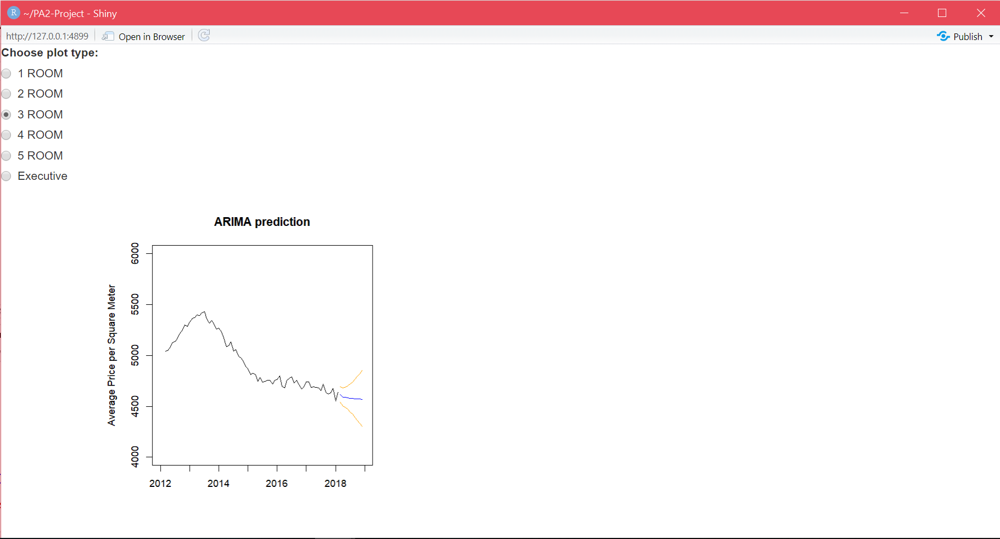 R ~/PA2-Project - Shiny
http://127.0.0.1:4899 Open in Browser Publish
Choose plot type:
1 ROOM
2 ROOM
3 ROOM
4 ROOM
5 ROOM
Executive
ARIMA prediction
Average Price per Square Meter
6000
5500
5000
4500
4000
2012 2014 2016 2018